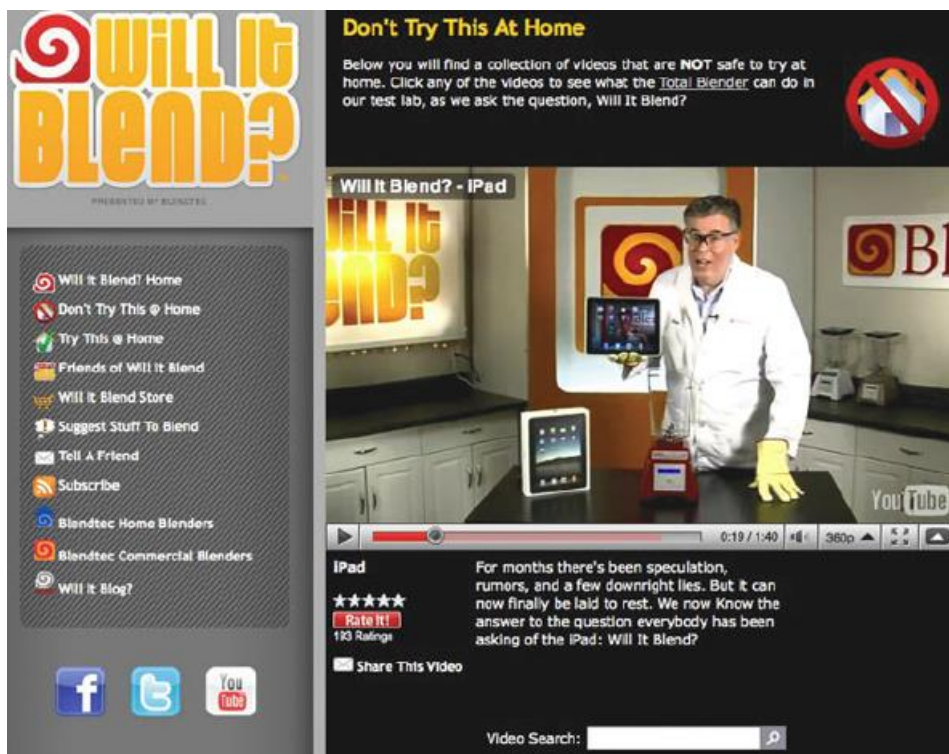 WiLL it
BLenD?
PRESENTED BY BLENDTEC
Will It Blend? Home
Don't Try This @ Home
Try This @ Home
Friends of Will It Blend
Will It Blend Store
Suggest Stuff To Blend
Tell A Friend
Subscribe
Blendtec Home Blenders
Blendtec Commercial Blenders
Will It Blog?
f
t
You
Tube
Don't Try This At Home
Below you will find a collection of videos that are NOT safe to try at
home. Click any of the videos to see what the Total Blender can do in
our test lab, as we ask the question, Will It Blend?
Will It Blend? - iPad
ill it
nD?
Bl
YouTube
0:19 / 1:40
360p
iPad
Rate It!
193 Ratings
Share This Video
For months there's been speculation,
rumors, and a few downright lies. But it can
now finally be laid to rest. We now Know the
answer to the question everybody has been
asking of the iPad: Will It Blend?
Video Search: